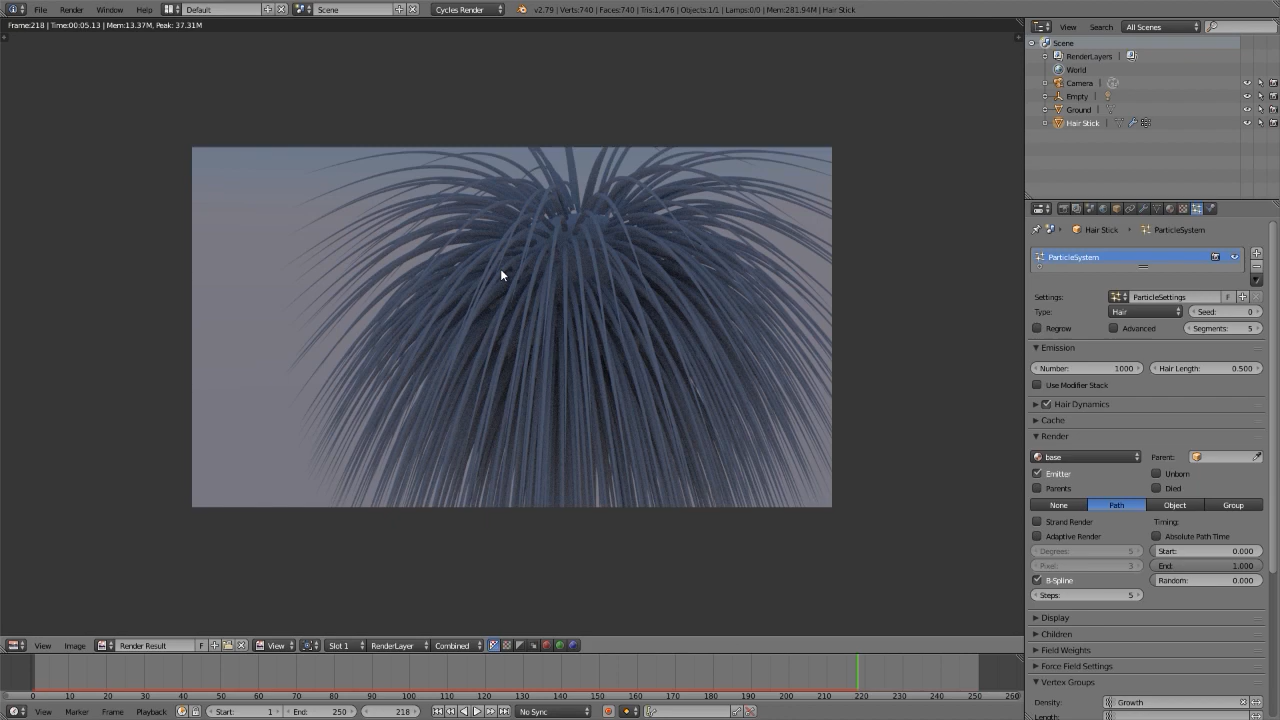 File Render Window Help Default Scene Cycles Render v2.79 | Verts:740 | Faces:740 | Tris:1,476 | Objects:1/1 | Lamps:0/0 | Mem:281.94M | Hair Stick
Frame:218 | Time:00:05.13 | Mem:13.37M, Peak: 37.31M
View Search All Scenes
Scene
RenderLayers
World
Camera
Empty
Ground
Hair Stick
Hair Stick ParticleSystem
ParticleSystem
Settings: ParticleSettings F
Type: Hair Seed: 0
Regrow Advanced Segments: 5
Emission
Number: 1000 Hair Length: 0.500
Use Modifier Stack
Hair Dynamics
Cache
Render
base Parent:
Emitter Unborn
Parents Died
None Path Object Group
Strand Render Timing:
Adaptive Render Absolute Path Time
Degrees: 5 Start: 0.000
Pixel: 3 End: 1.000
B-Spline Random: 0.000
Steps: 5
Display
Children
Field Weights
Force Field Settings
Vertex Groups
Density: Growth
Length:
View Image Render Result F View Slot 1 RenderLayer Combined
0 10 20 30 40 50 60 70 80 90 100 110 120 130 140 150 160 170 180 190 200 210 220 230 240 250 260
View Marker Frame Playback Start: 1 End: 250 218 No Sync